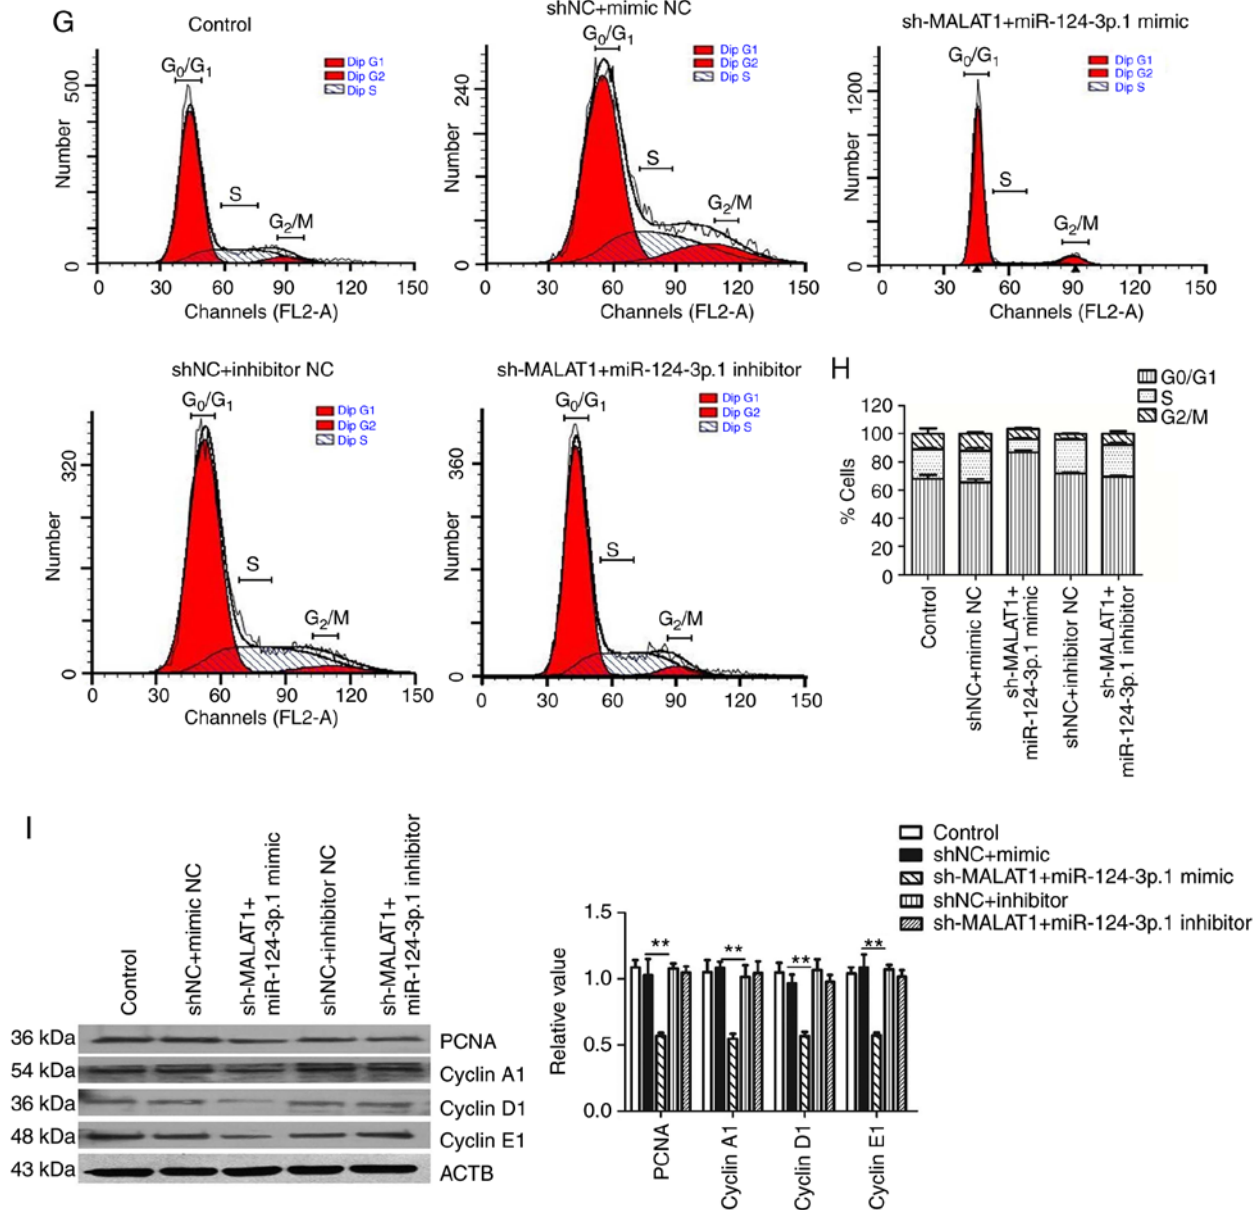 G
Control
G0/G1
Dip G1
Dip G2
Dip S
S
G2/M
500
0
Number
0 30 60 90 120 150
Channels (FL2-A)
shNC+mimic NC
G0/G1
Dip G1
Dip G2
Dip S
S
G2/M
240
0
Number
0 30 60 90 120 150
Channels (FL2-A)
sh-MALAT1+miR-124-3p.1 mimic
G0/G1
Dip G1
Dip G2
Dip S
S
G2/M
1200
0
Number
0 30 60 90 120 150
Channels (FL2-A)
shNC+inhibitor NC
G0/G1
Dip G1
Dip G2
Dip S
S
G2/M
320
0
Number
0 30 60 90 120 150
Channels (FL2-A)
sh-MALAT1+miR-124-3p.1 inhibitor
G0/G1
Dip G1
Dip G2
Dip S
S
G2/M
360
0
Number
0 30 60 90 120 150
H
G0/G1
S
G2/M
120
100
80
60
40
20
0
% Cells
Control
shNC+mimic NC
sh-MALAT1+
miR-124-3p.1 mimic
shNC+inhibitor NC
sh-MALAT1+
miR-124-3p.1 inhibitor
I
Control
shNC+mimic NC
sh-MALAT1+
miR-124-3p.1 mimic
shNC+inhibitor NC
sh-MALAT1+
miR-124-3p.1 inhibitor
36 kDa PCNA
54 kDa Cyclin A1
36 kDa Cyclin D1
48 kDa Cyclin E1
43 kDa ACTB
Control
shNC+mimic
sh-MALAT1+miR-124-3p.1 mimic
shNC+inhibitor
sh-MALAT1+miR-124-3p.1 inhibitor
1.5
1.0
0.5
0.0
Relative value
** ** ** **
PCNA
Cyclin A1
Cyclin D1
Cyclin E1